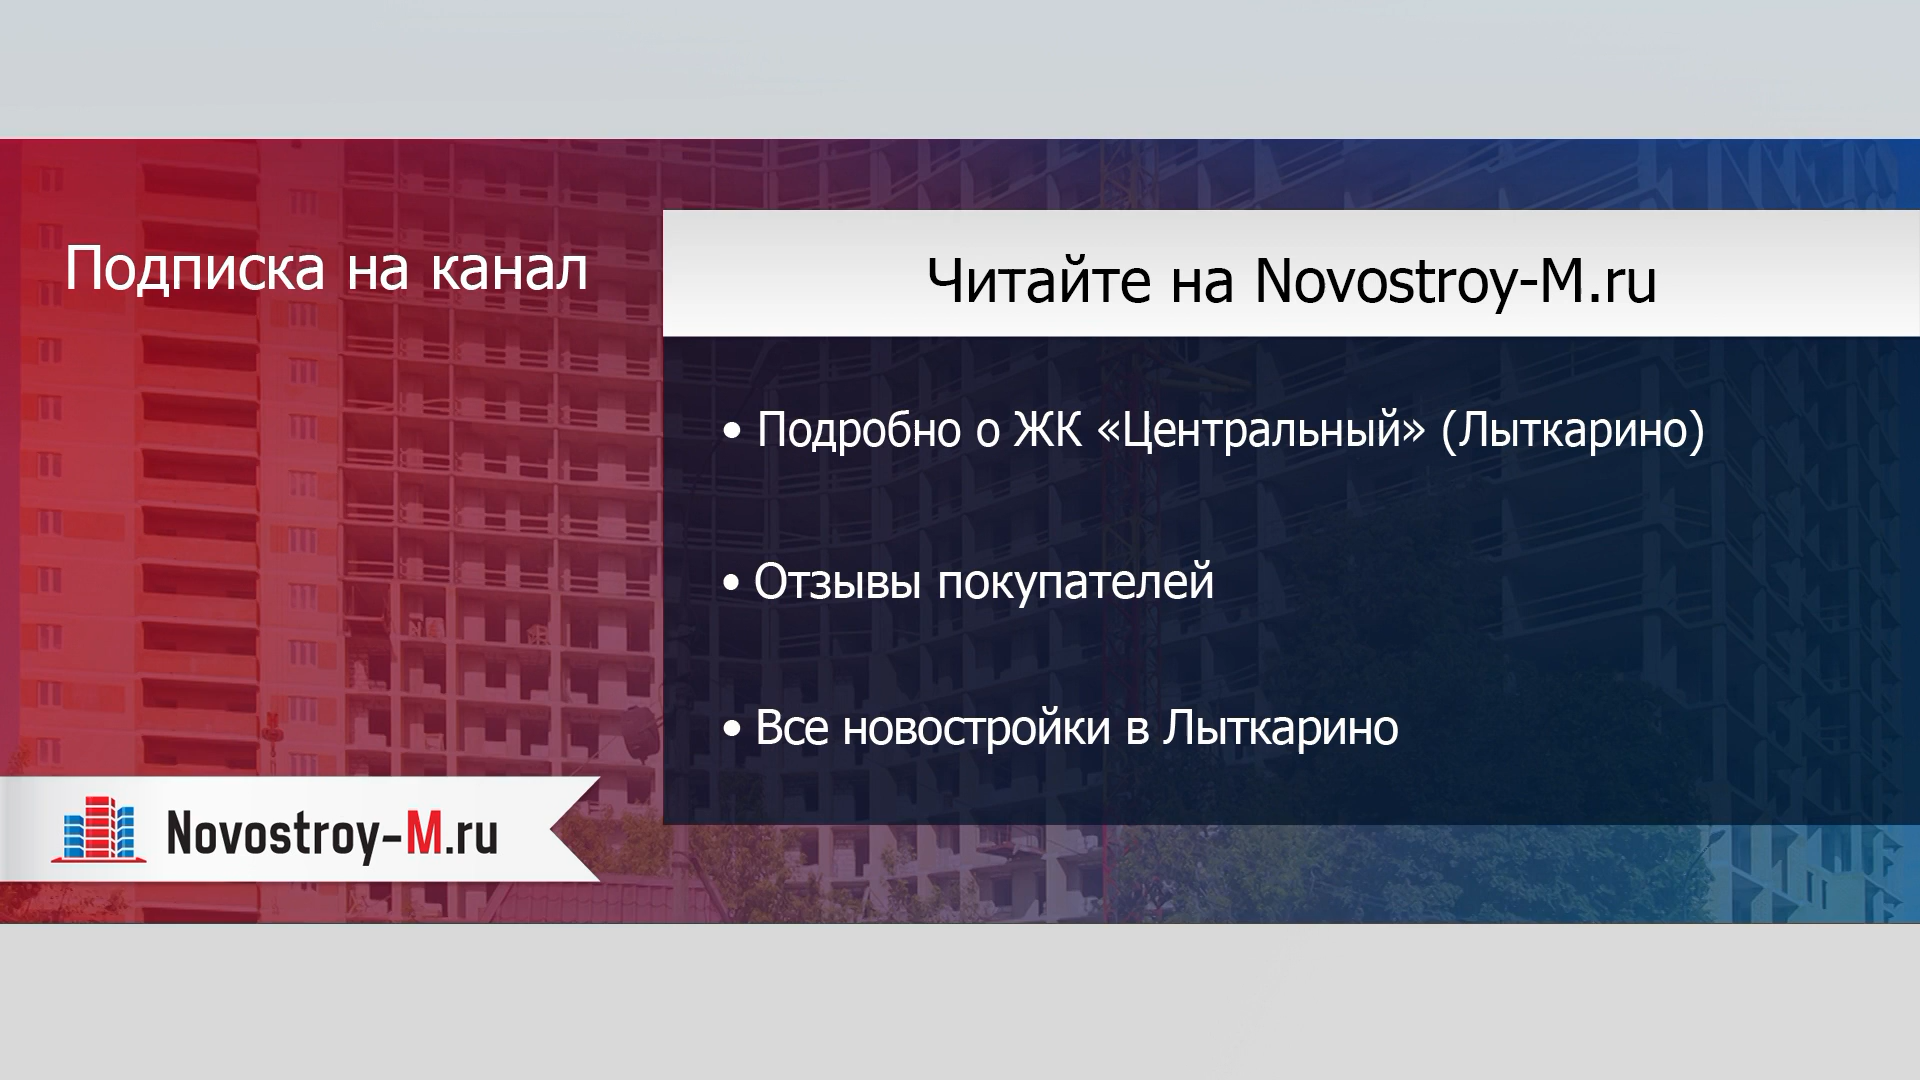 Подписка на канал
Читайте на Novostroy-M.ru
• Подробно о ЖК «Центральный» (Лыткарино)
• Отзывы покупателей
• Все новостройки в Лыткарино
Novostroy-M.ru